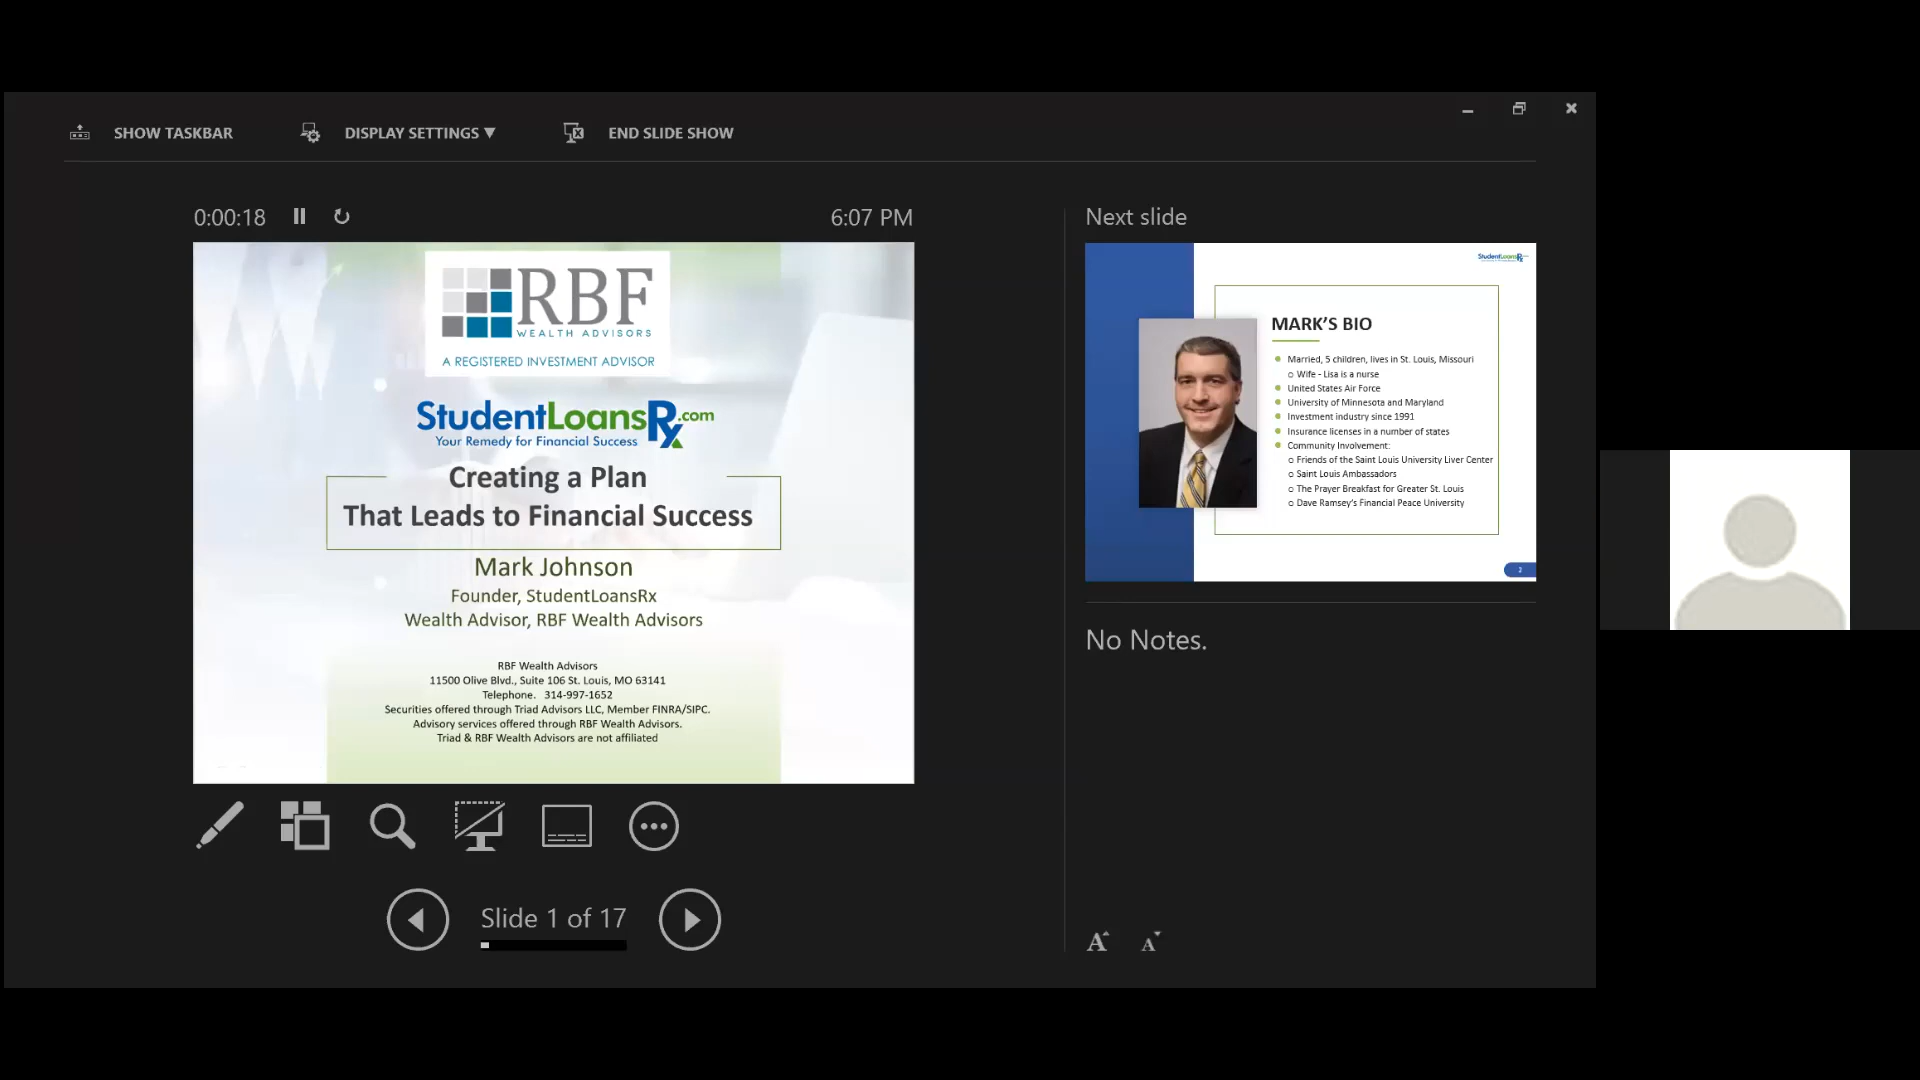 SHOW TASKBAR
DISPLAY SETTINGS ▼
END SLIDE SHOW
0:00:18
6:07 PM
RBF
WEALTH ADVISORS
A REGISTERED INVESTMENT ADVISOR
StudentLoansRx.com
Your Remedy for Financial Success
Creating a Plan
That Leads to Financial Success
Mark Johnson
Founder, StudentLoansRx
Wealth Advisor, RBF Wealth Advisors
RBF Wealth Advisors
11500 Olive Blvd., Suite 106 St. Louis, MO 63141
Telephone. 314-997-1652
Securities offered through Triad Advisors LLC, Member FINRA/SIPC.
Advisory services offered through RBF Wealth Advisors.
Triad & RBF Wealth Advisors are not affiliated
Slide 1 of 17
Next slide
StudentLoansRx
MARK'S BIO
Married, 5 children, lives in St. Louis, Missouri
Wife - Lisa is a nurse
United States Air Force
University of Minnesota and Maryland
Investment industry since 1991
Insurance licenses in a number of states
Community Involvement:
Friends of the Saint Louis University Liver Center
Saint Louis Ambassadors
The Prayer Breakfast for Greater St. Louis
Dave Ramsey's Financial Peace University
2
No Notes.
A A